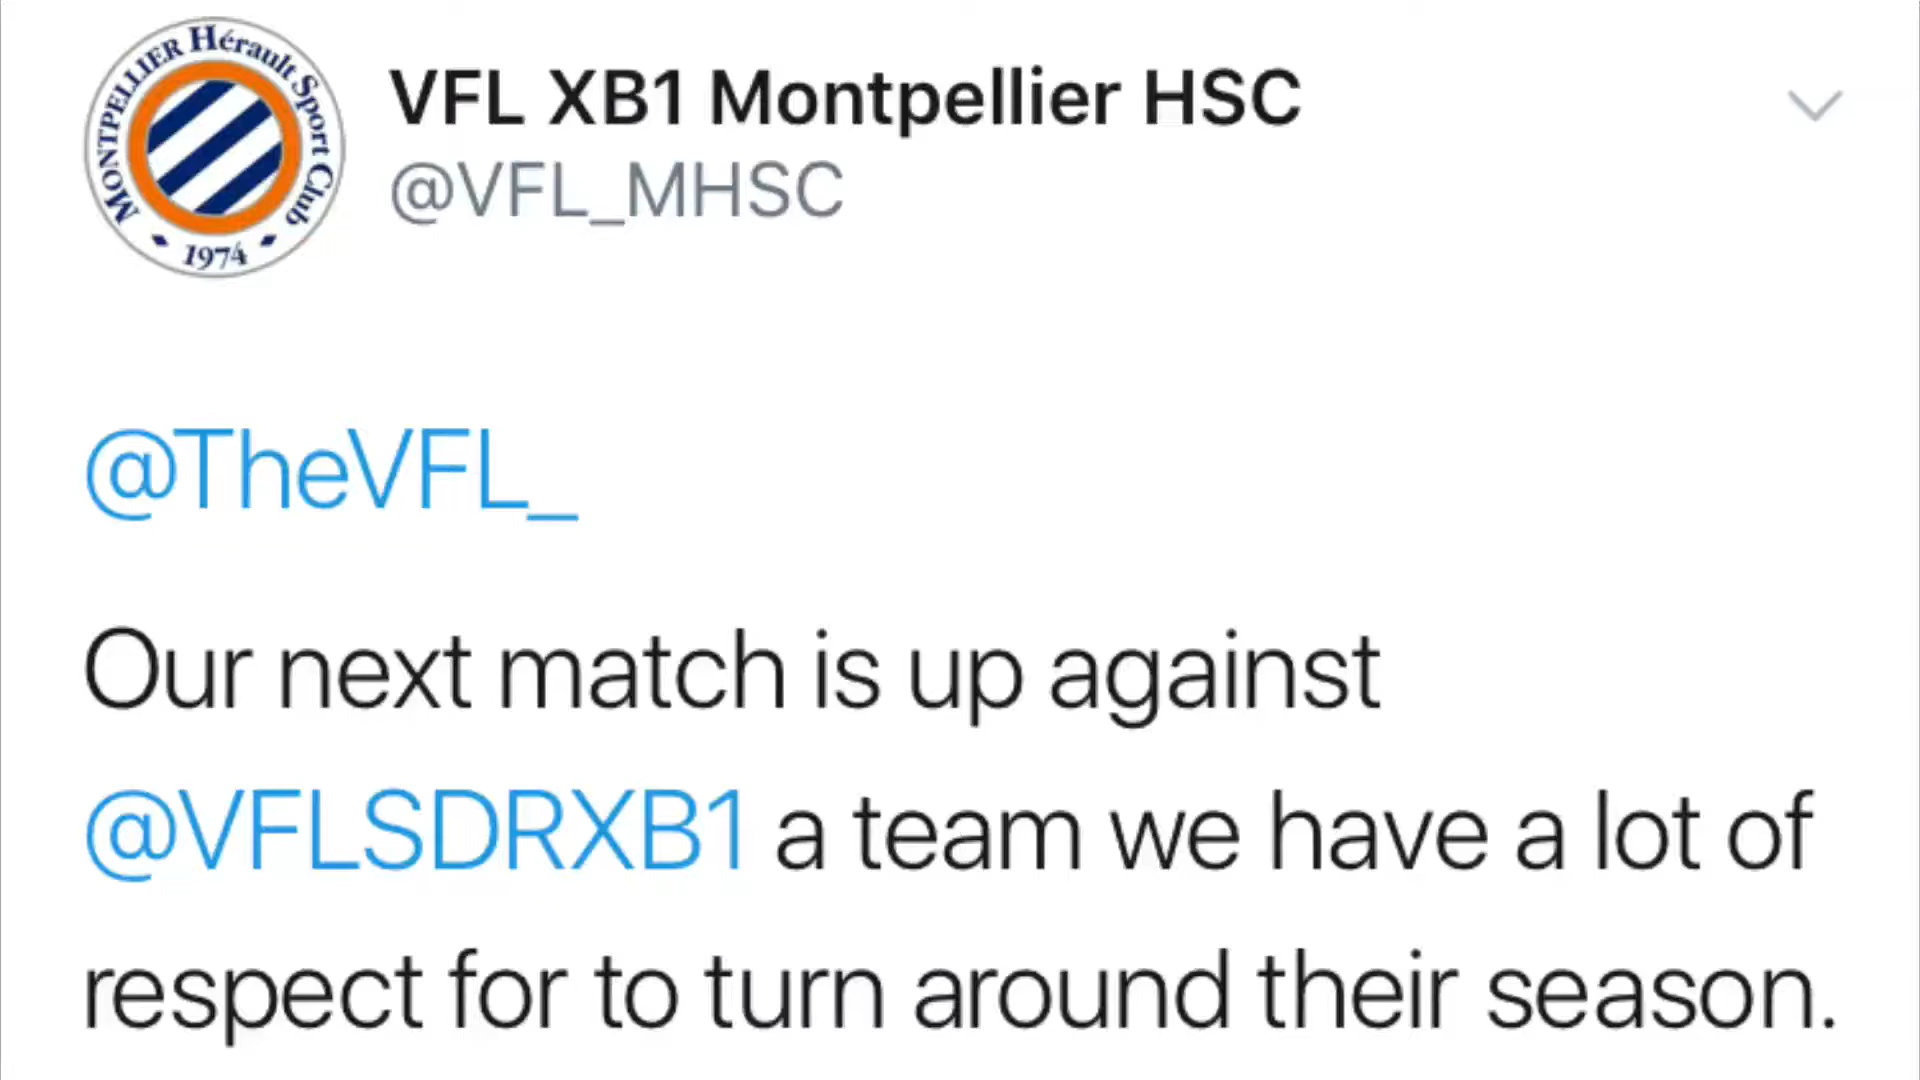 MONTPELLIER Hérault Sport Club
1974
VFL XB1 Montpellier HSC
@VFL_MHSC
@TheVFL_
Our next match is up against
@VFLSDRXB1 a team we have a lot of
respect for to turn around their season.